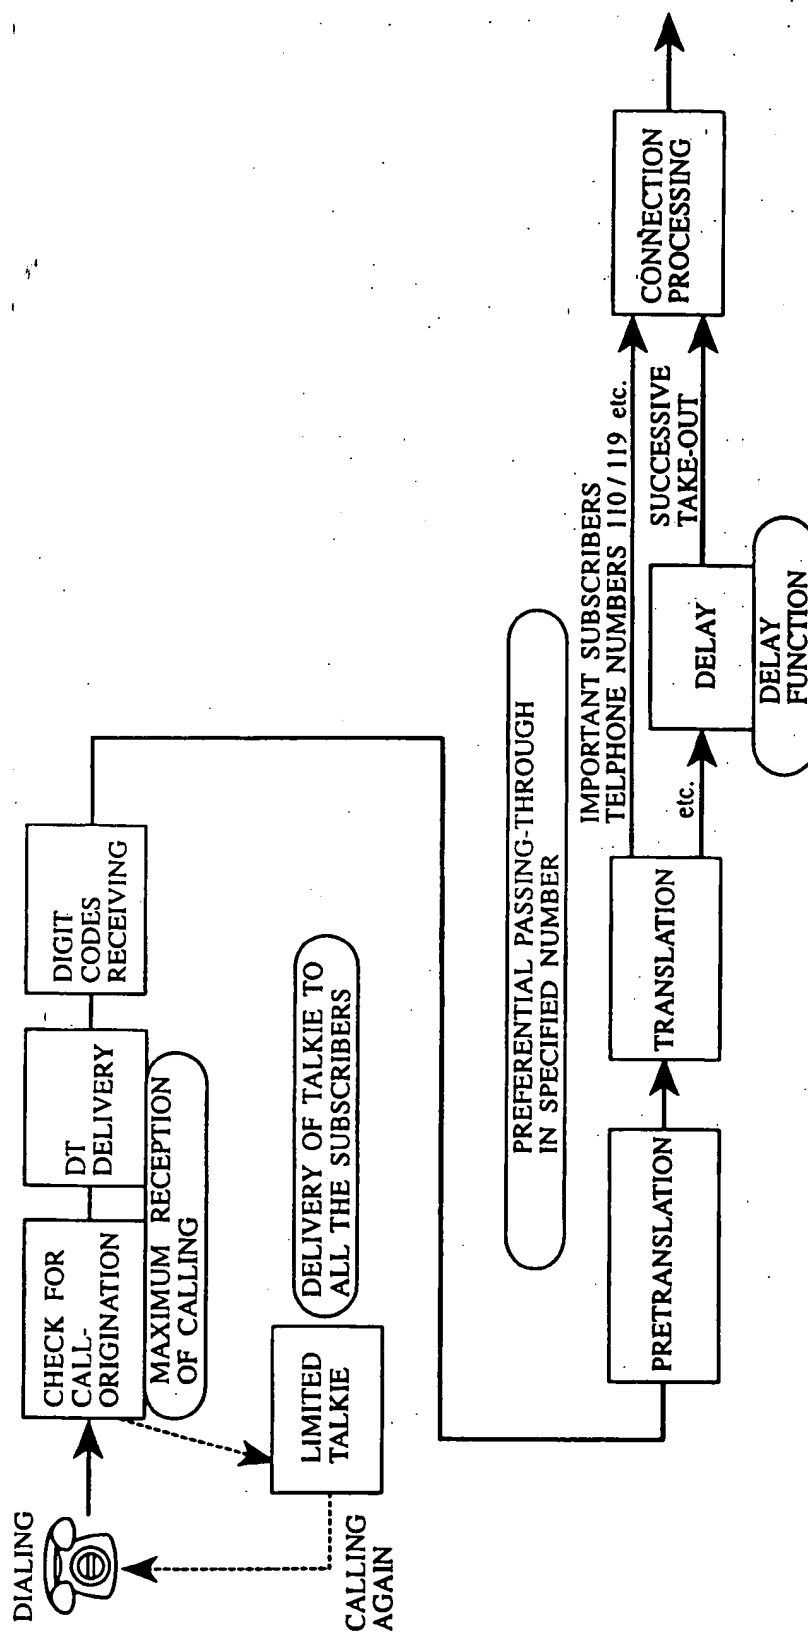 DIALING
CHECK FOR
CALL-
ORIGINATION
DT
DELIVERY
DIGIT
CODES
RECEIVING
MAXIMUM RECEPTION
OF CALLING
LIMITED
TALKIE
DELIVERY OF TALKIE TO
ALL THE SUBSCRIBERS
CALLING
AGAIN
PREFERENTIAL PASSING-THROUGH
IN SPECIFIED NUMBER
PRETRANSLATION
TRANSLATION
IMPORTANT SUBSCRIBERS
TELPHONE NUMBERS 110/119 etc.
etc.
DELAY
DELAY
FUNCTION
SUCCESSIVE
TAKE-OUT
CONNECTION
PROCESSING